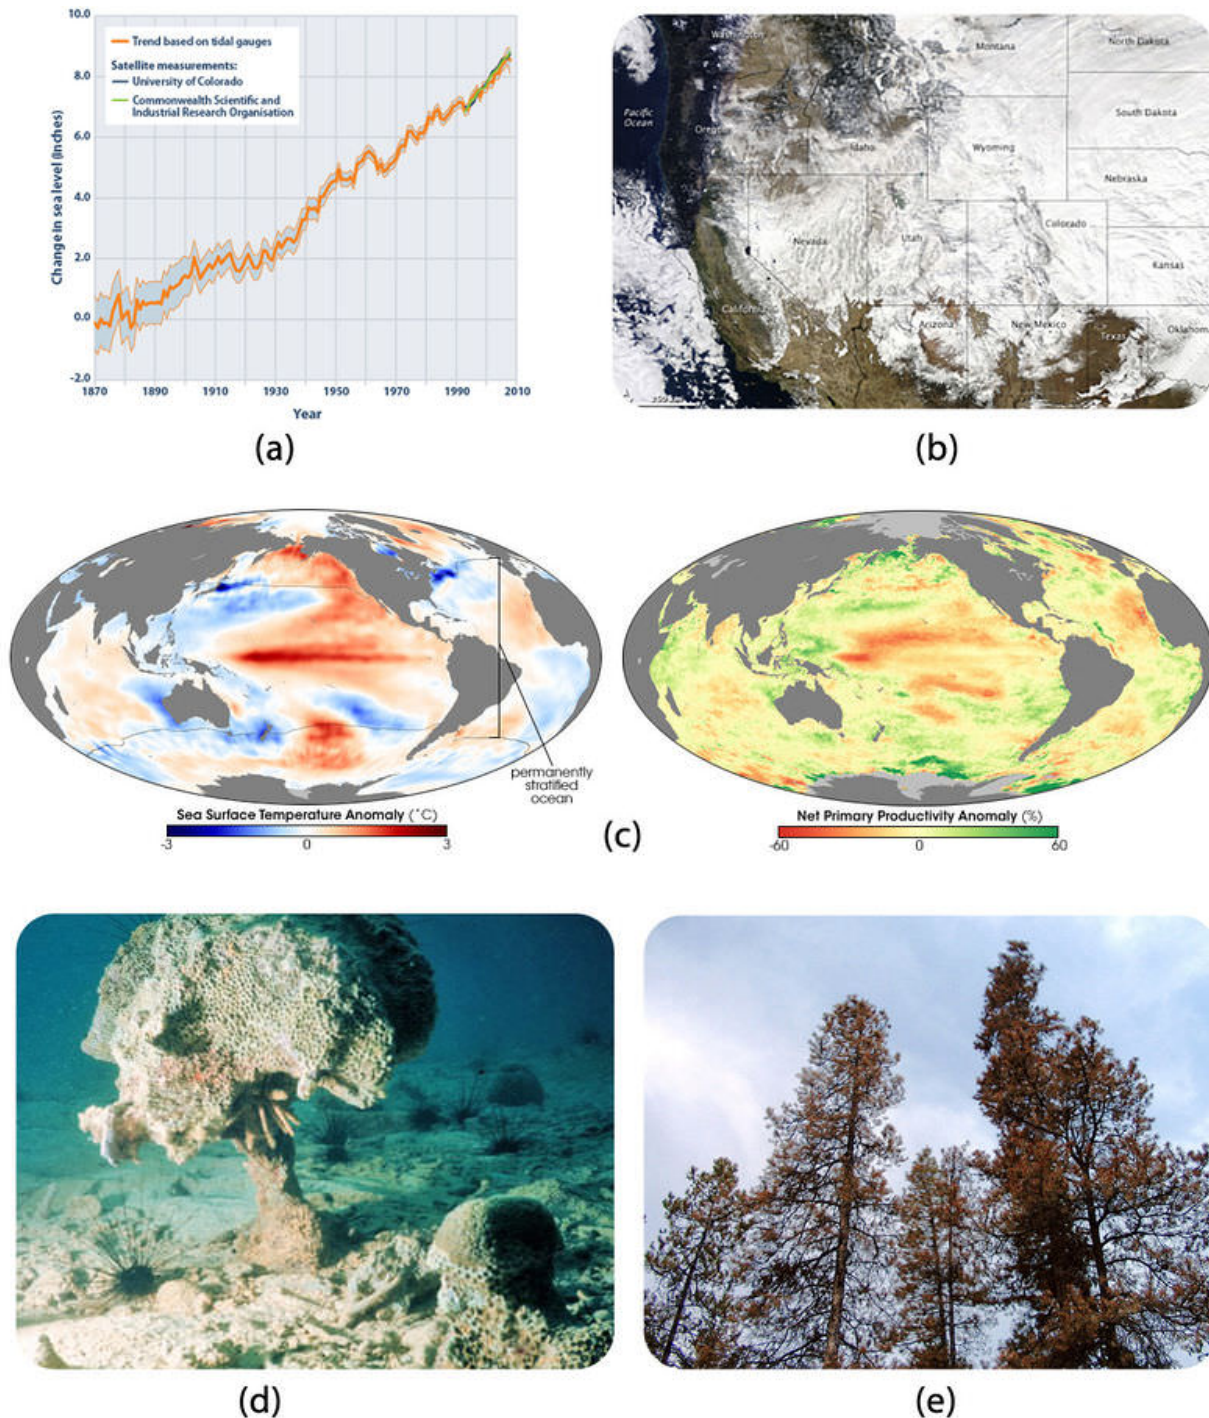 10.0
8.0
6.0
4.0
2.0
0.0
-2.0
Change in sea level (inches)
Trend based on tidal gauges
Satellite measurements:
University of Colorado
Commonwealth Scientific and
Industrial Research Organisation
1870 1890 1910 1930 1950 1970 1990 2010
Year
(a)
Washington
Montana
North Dakota
Pacific
Ocean
South Dakota
Idaho
Wyoming
Nebraska
Nevada
Utah
Colorado
Kansas
California
Arizona
New Mexico
Texas
Oklahom
(b)
permanently
stratified
ocean
Sea Surface Temperature Anomaly (°C)
-3 0 3
Net Primary Productivity Anomaly (%)
-60 0 60
(c)
(d)
(e)